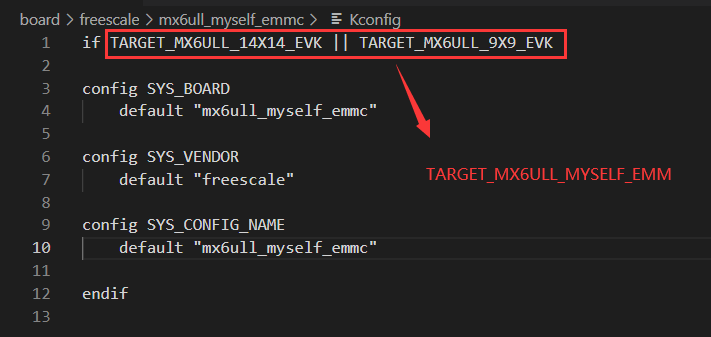 board > freescale > mx6ull_myself_emmc > Kconfig
1 if TARGET_MX6ULL_14X14_EVK || TARGET_MX6ULL_9X9_EVK
2
3 config SYS_BOARD
4 default "mx6ull_myself_emmc"
5
6 config SYS_VENDOR
7 default "freescale"
TARGET_MX6ULL_MYSELF_EMM
8
9 config SYS_CONFIG_NAME
10 default "mx6ull_myself_emmc"
11
12 endif
13